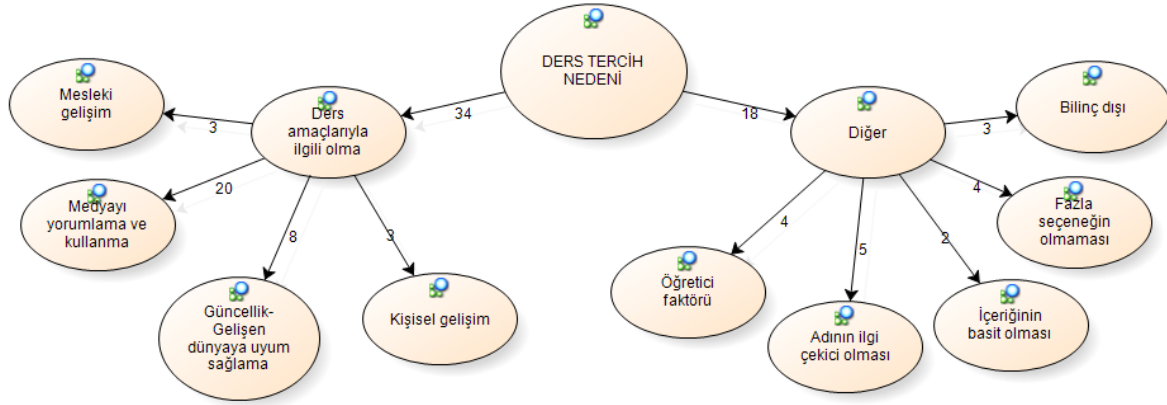 DERS TERCİH
NEDENİ
34
18
Ders
amaçlarıyla
ilgili olma
Mesleki
gelişim
3
Medyayı
yorumlama ve
kullanma
20
Güncellik-
Gelişen
dünyaya uyum
sağlama
8
Kişisel gelişim
3
Diğer
Bilinç dışı
3
Fazla
seçeneğin
olmaması
4
Öğretici
faktörü
4
Adının ilgi
çekici olması
5
İçeriğinin
basit olması
2